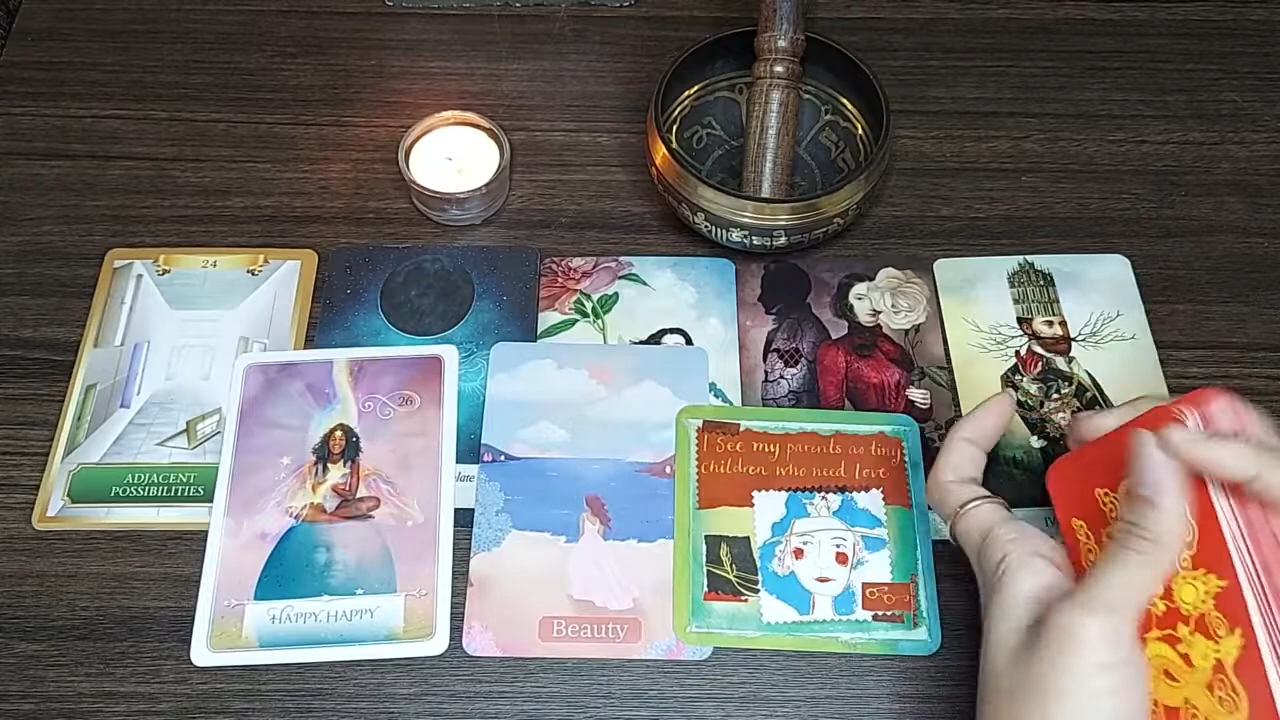 24
ADJACENT
POSSIBILITIES
26
HAPPY, HAPPY
Beauty
I see my parents as tiny
children who need love